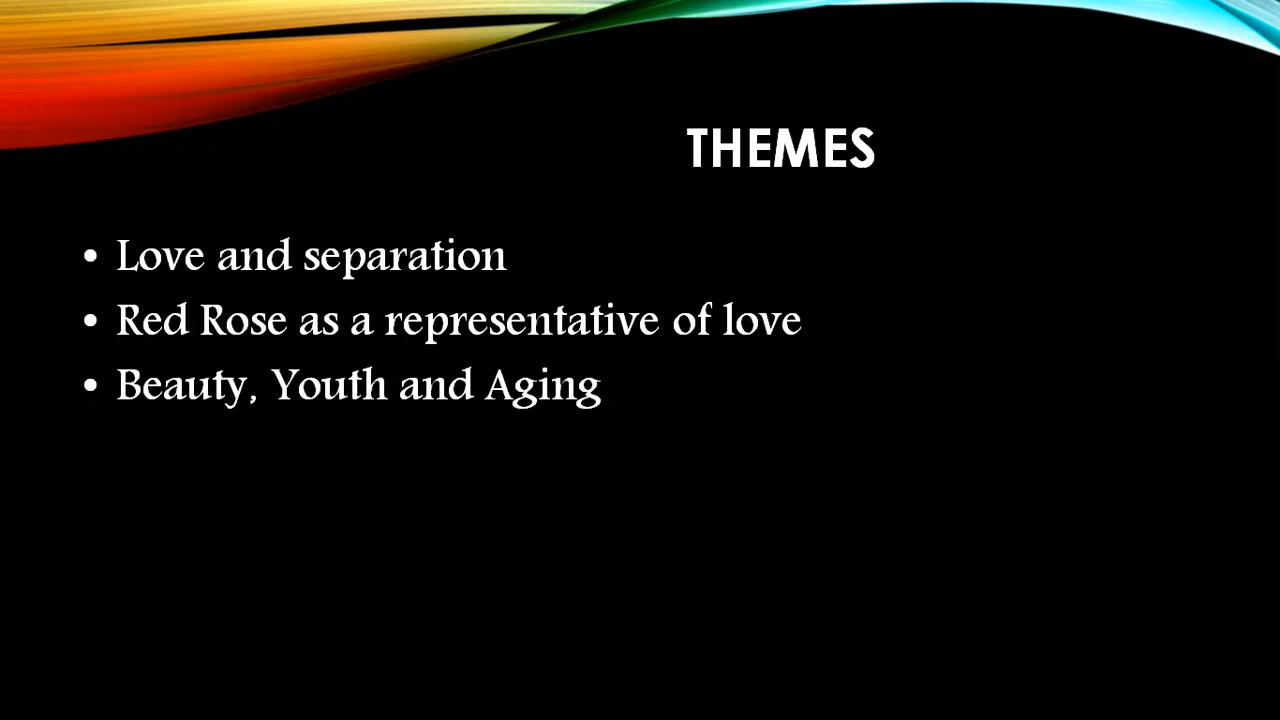 THEMES
• Love and separation
• Red Rose as a representative of love
• Beauty, Youth and Aging